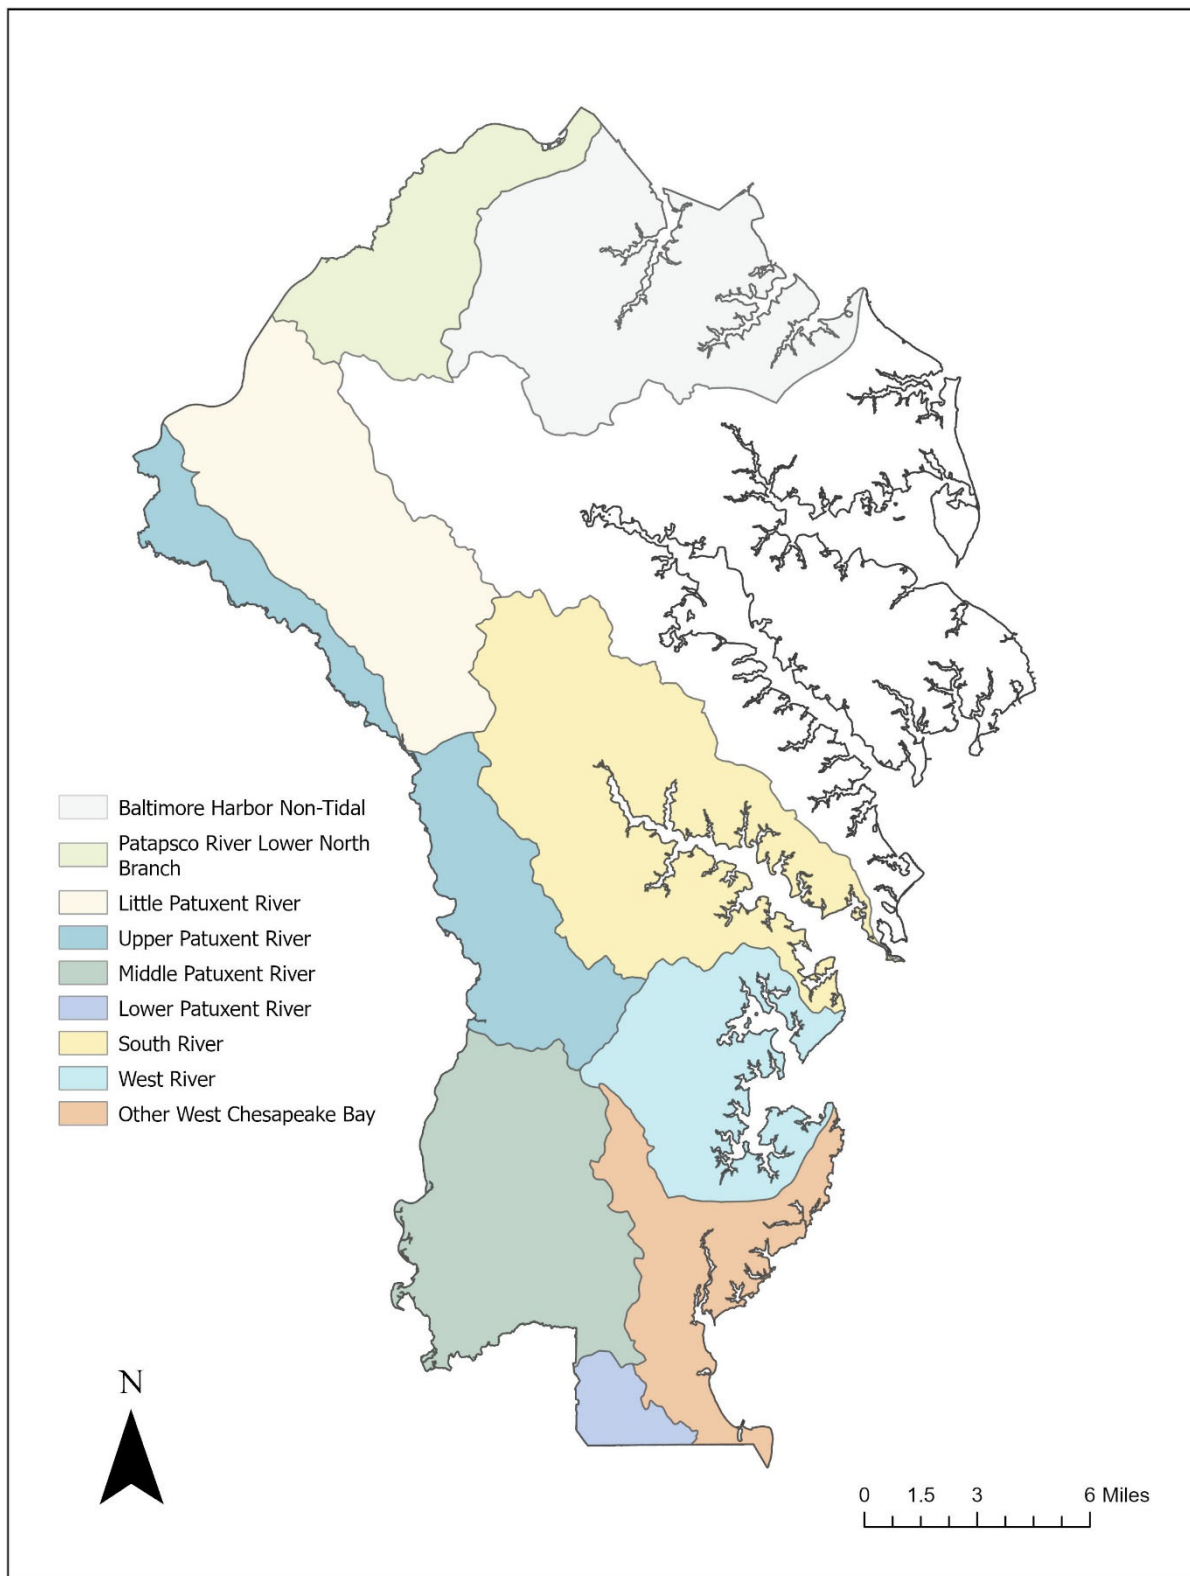 Baltimore Harbor Non-Tidal
Patapsco River Lower North
Branch
Little Patuxent River
Upper Patuxent River
Middle Patuxent River
Lower Patuxent River
South River
West River
Other West Chesapeake Bay
N
0 1.5 3 6 Miles